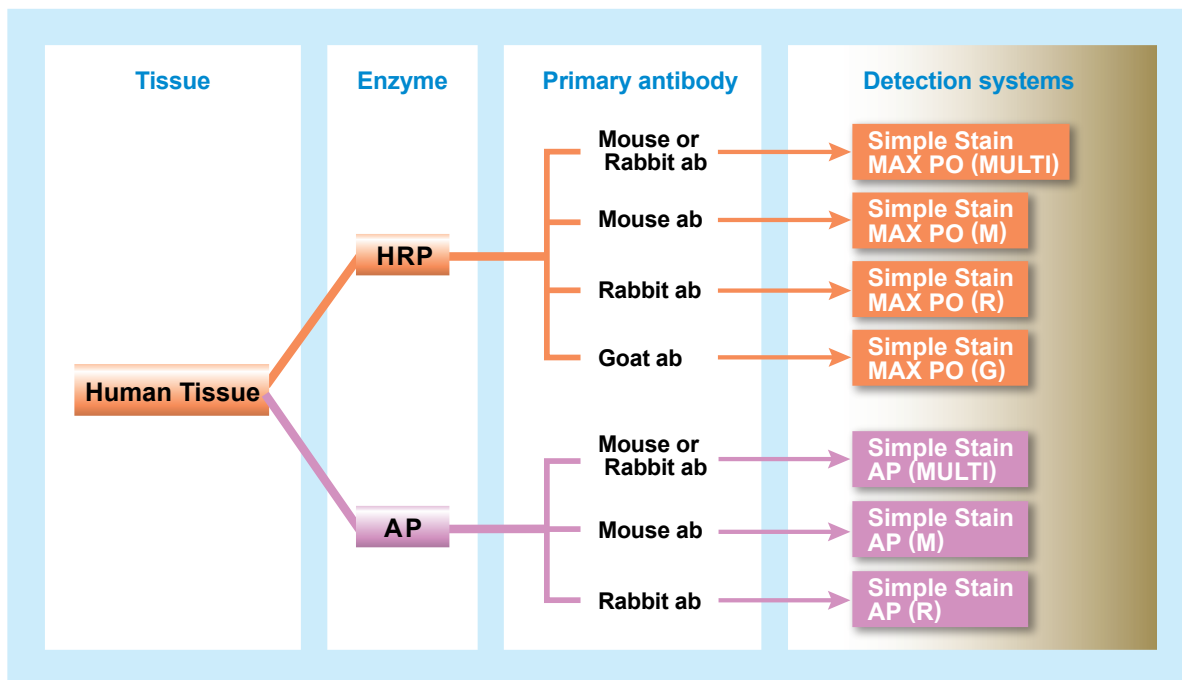 Tissue
Enzyme
Primary antibody
Detection systems
Human Tissue
HRP
Mouse or
Rabbit ab
Simple Stain
MAX PO (MULTI)
Mouse ab
Simple Stain
MAX PO (M)
Rabbit ab
Simple Stain
MAX PO (R)
Goat ab
Simple Stain
MAX PO (G)
AP
Mouse or
Rabbit ab
Simple Stain
AP (MULTI)
Mouse ab
Simple Stain
AP (M)
Rabbit ab
Simple Stain
AP (R)